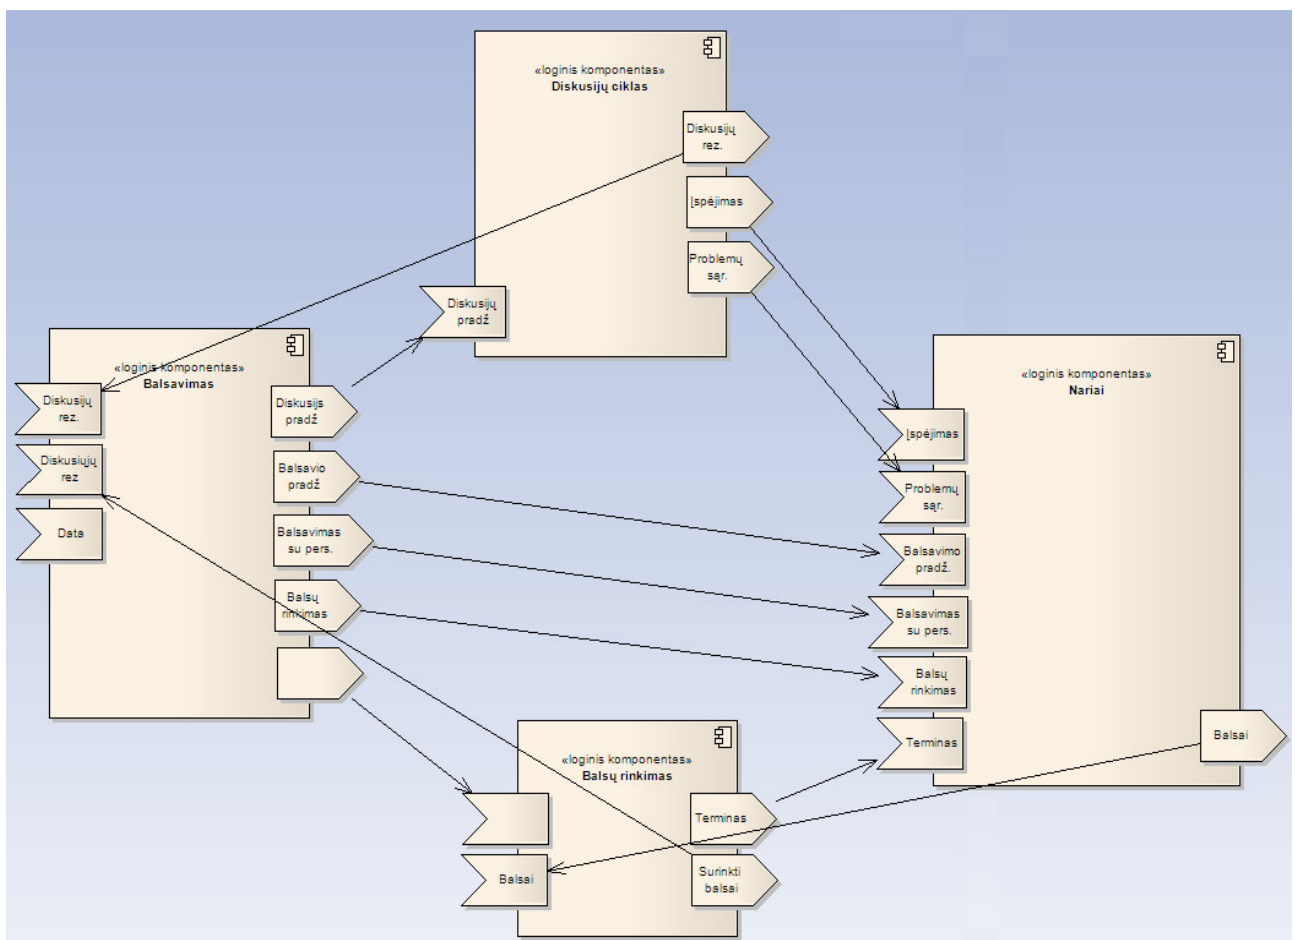 «loginis komponentas»
Diskusijų ciklas
Diskusijų
rez.
Įspėjimas
Problemų
sąr.
Diskusijų
pradž
«loginis komponentas»
Balsavimas
Diskusijų
rez.
Diskusiųjų
rez
Data
Diskusijs
pradž
Balsavio
pradž
Balsavimas
su pers.
Balsų
rinkimas
«loginis komponentas»
Nariai
Įspėjimas
Problemų
sąr.
Balsavimo
pradž.
Balsavimas
su pers.
Balsų
rinkimas
Terminas
Balsai
«loginis komponentas»
Balsų rinkimas
Terminas
Balsai
Surinkti
balsai